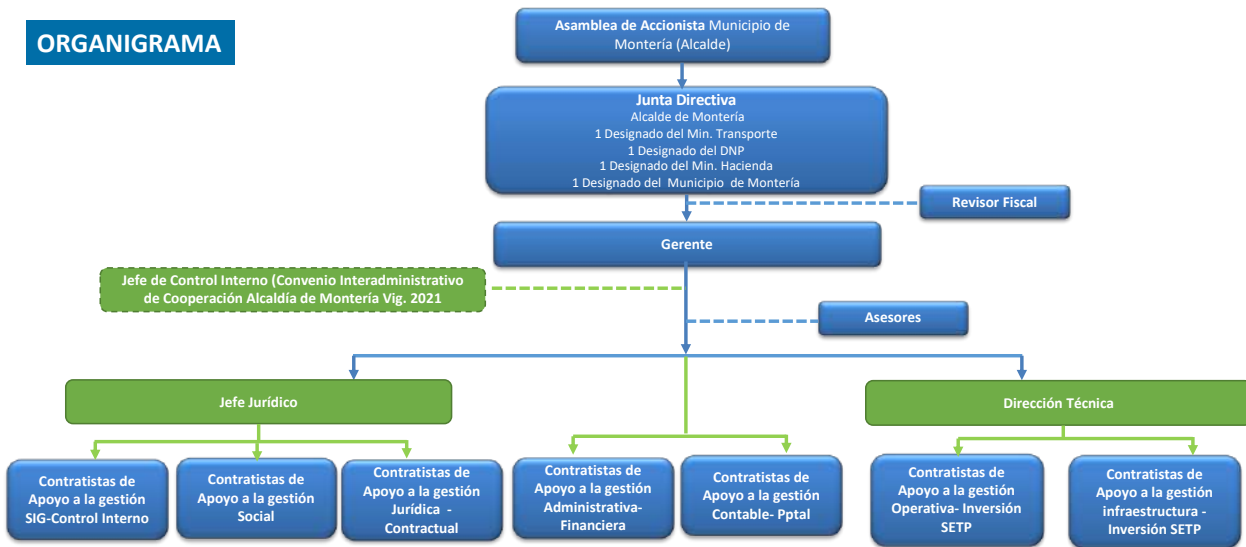 ORGANIGRAMA
Asamblea de Accionista Municipio de
Montería (Alcalde)
Junta Directiva
Alcalde de Montería
1 Designado del Min. Transporte
1 Designado del DNP
1 Designado del Min. Hacienda
1 Designado del Municipio de Montería
Revisor Fiscal
Gerente
Jefe de Control Interno (Convenio Interadministrativo
de Cooperación Alcaldía de Montería Vig. 2021
Asesores
Jefe Jurídico
Dirección Técnica
Contratistas de
Apoyo a la gestión
SIG-Control Interno
Contratistas de
Apoyo a la gestión
Social
Contratistas de
Apoyo a la gestión
Jurídica -
Contractual
Contratistas de
Apoyo a la gestión
Administrativa-
Financiera
Contratistas de
Apoyo a la gestión
Contable- Pptal
Contratistas de
Apoyo a la gestión
Operativa- Inversión
SETP
Contratistas de
Apoyo a la gestión
infraestructura -
Inversión SETP